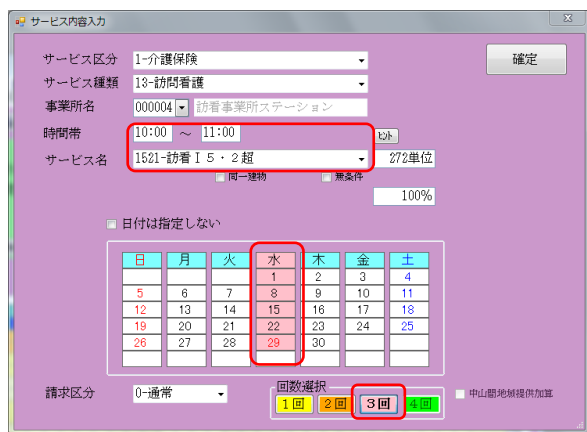 サービス内容入力
サービス区分 1-介護保険 確定
サービス種類 13-訪問看護
事業所名 000004 訪看事業所ステーション
時間帯 10:00 ～ 11:00 ﾋﾝﾄ
サービス名 1521-訪看Ⅰ５・２超 272単位
同一建物 無条件
100%
日付は指定しない
日 月 火 水 木 金 土
1 2 3 4
5 6 7 8 9 10 11
12 13 14 15 16 17 18
19 20 21 22 23 24 25
26 27 28 29 30
請求区分 0-通常 回数選択
1回 2回 3回 4回 中山間地域提供加算